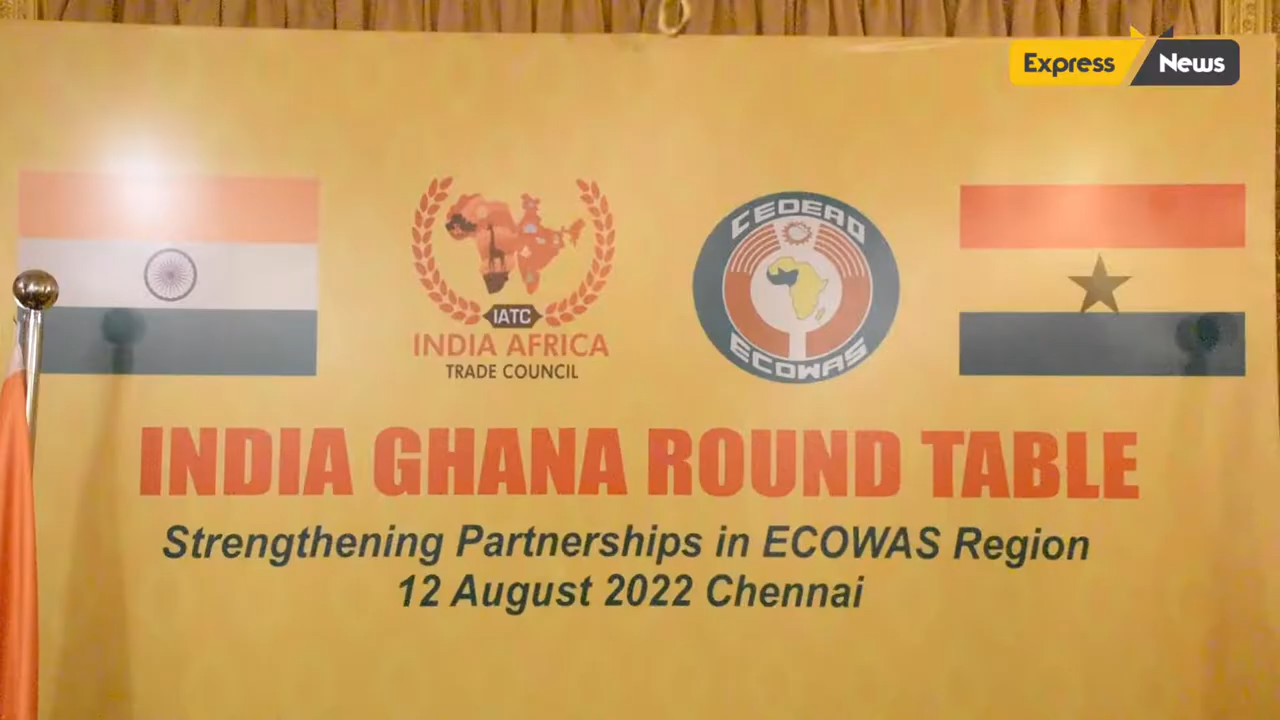 Express News
CEDEAO
IATC
INDIA AFRICA
TRADE COUNCIL
ECOWAS
INDIA GHANA ROUND TABLE
Strengthening Partnerships in ECOWAS Region
12 August 2022 Chennai